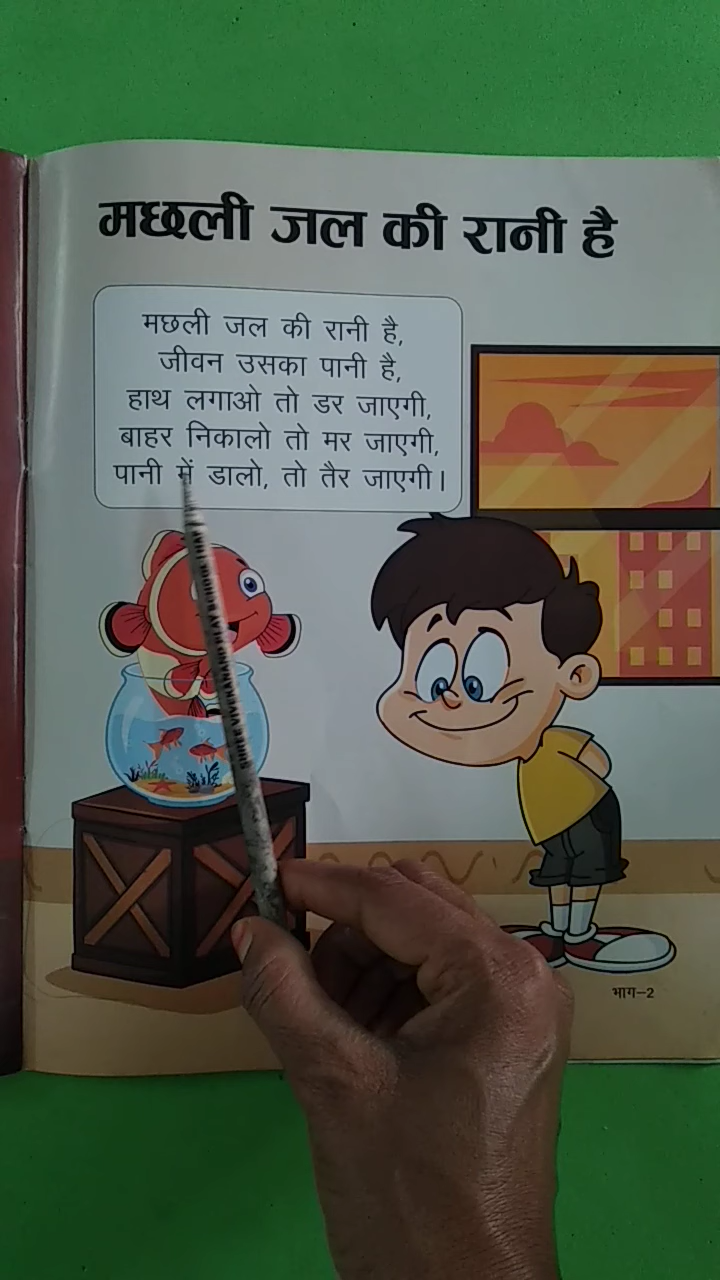 मछली जल की रानी है
मछली जल की रानी है,
जीवन उसका पानी है,
हाथ लगाओ तो डर जाएगी,
बाहर निकालो तो मर जाएगी,
पानी में डालो, तो तैर जाएगी।
भाग-2